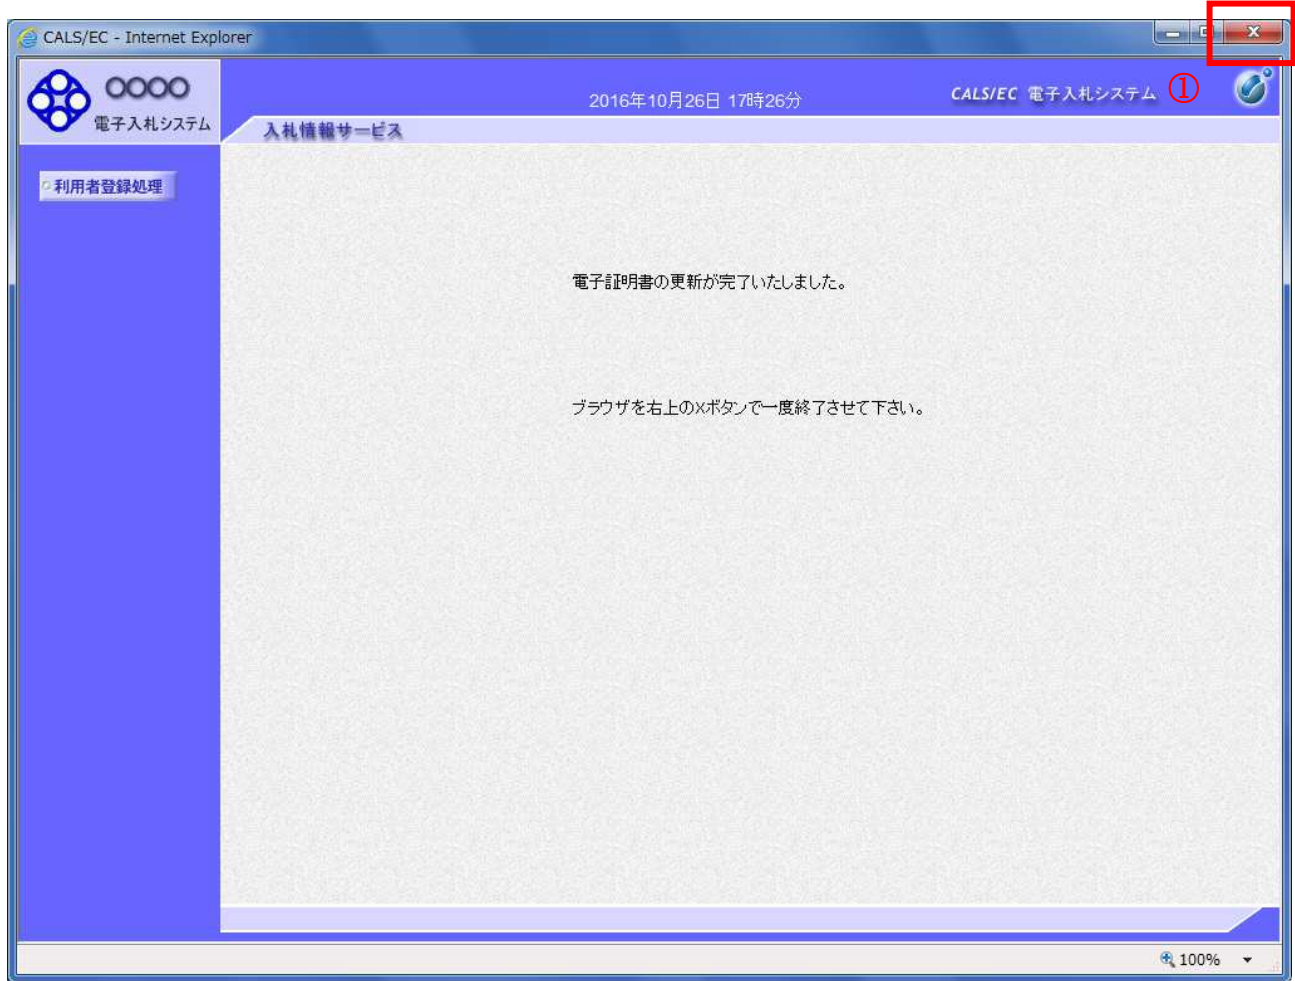 CALS/EC - Internet Explorer
〇〇〇〇
電子入札システム
2016年10月26日 17時26分
CALS/EC 電子入札システム
①
入札情報サービス
利用者登録処理
電子証明書の更新が完了いたしました。
ブラウザを右上の×ボタンで一度終了させて下さい。
100%